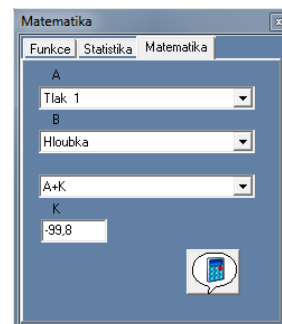 Matematika
Funkce Statistika Matematika
A
Tlak 1
B
Hloubka
A+K
K
-99,8